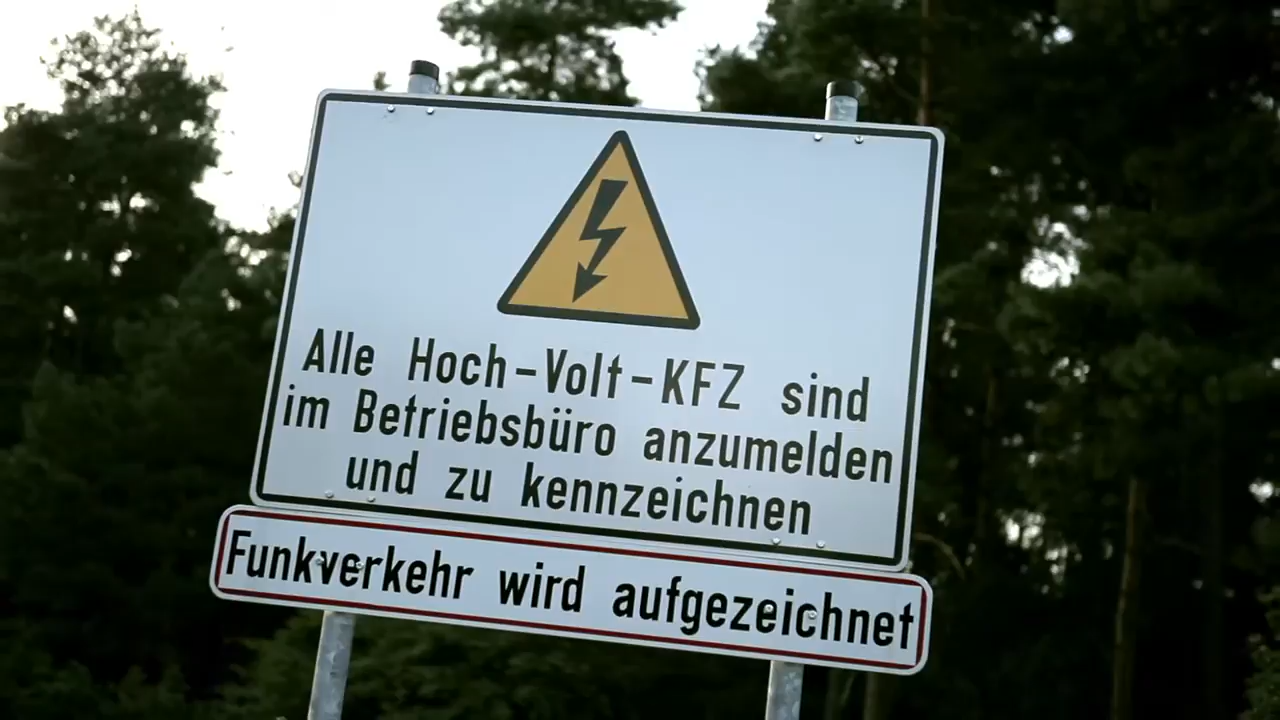 Alle Hoch-Volt-KFZ sind
im Betriebsbüro anzumelden
und zu kennzeichnen
Funkverkehr wird aufgezeichnet